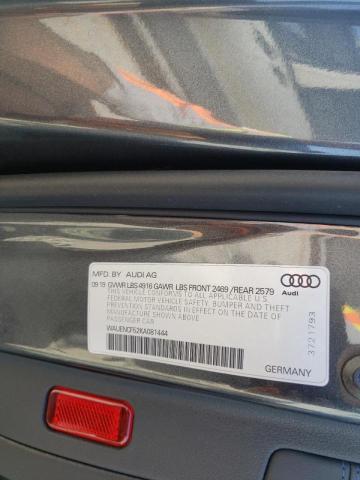 MFD. BY AUDI AG
09.19 GVWR LBS 4916 GAWR LBS FRONT 2469 /REAR 2579
THIS VEHICLE CONFORMS TO ALL APPLICABLE U.S.
FEDERAL MOTOR VEHICLE SAFETY, BUMPER AND THEFT
PREVENTION STANDARDS IN EFFECT ON THE DATE OF
MANUFACTURE SHOWN ABOVE.
PASSENGER CAR
WAUENCF52KA081444
Audi
3721793
GERMANY